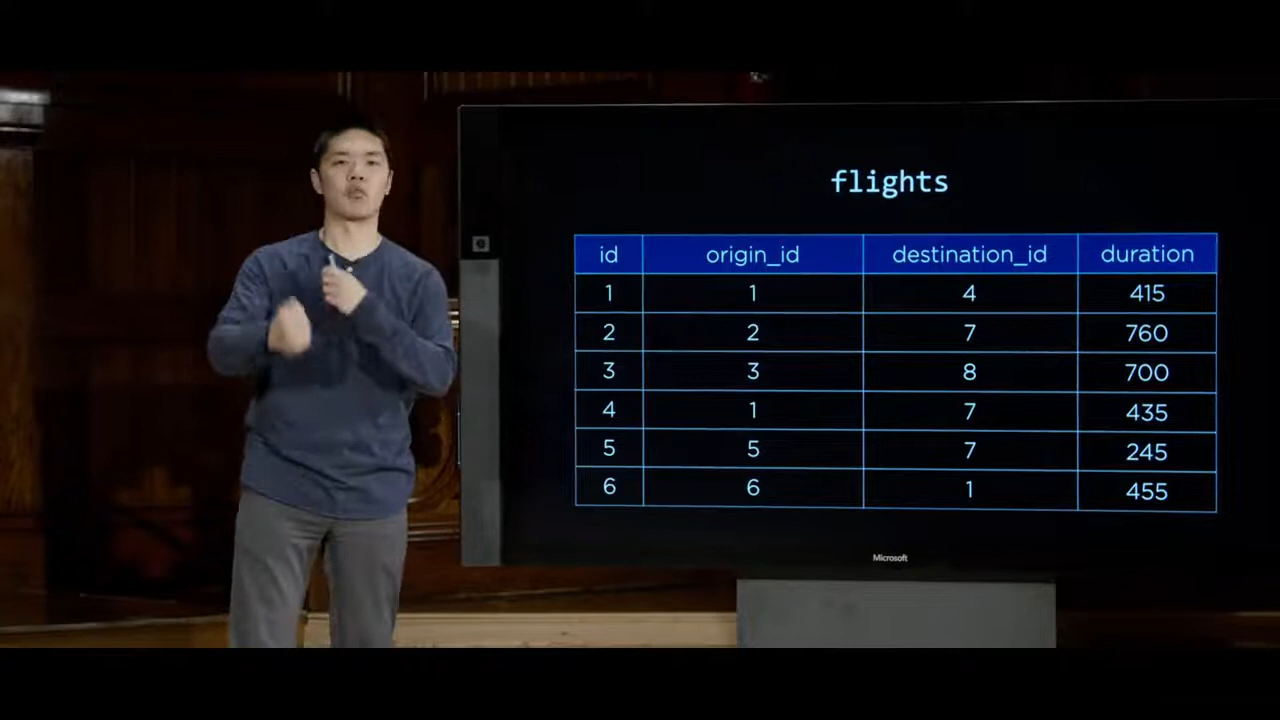 flights
id origin_id destination_id duration
1 1 4 415
2 2 7 760
3 3 8 700
4 1 7 435
5 5 7 245
6 6 1 455
Microsoft